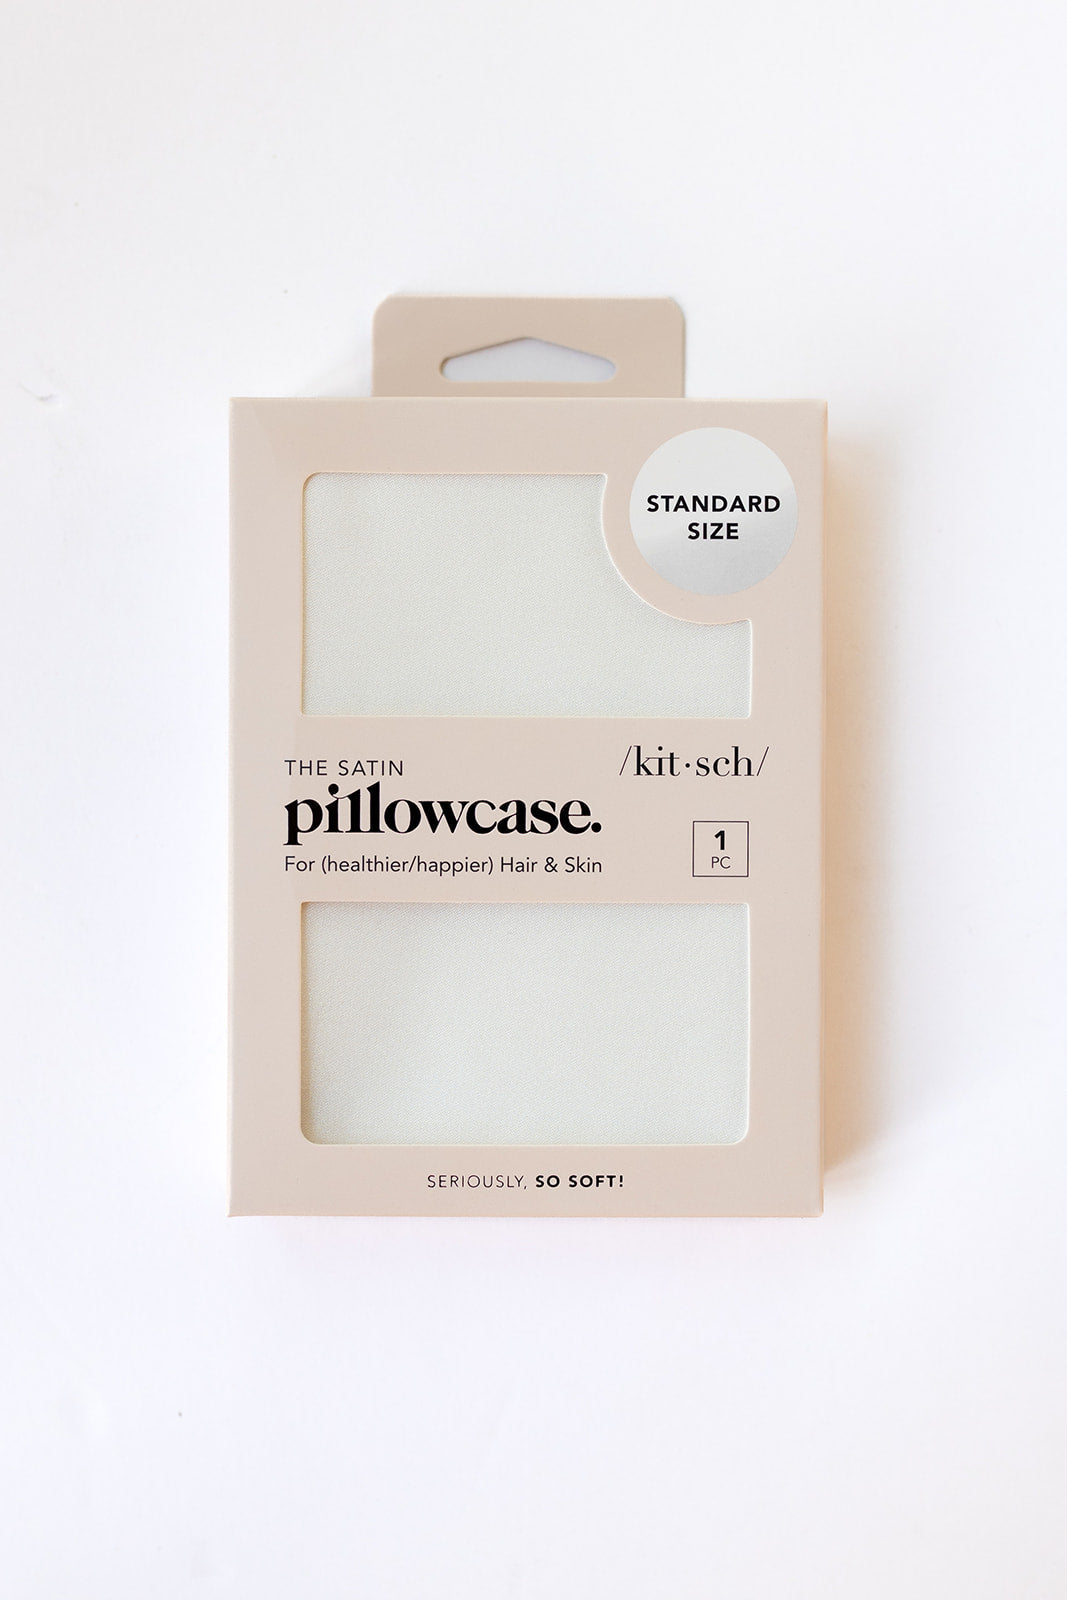 STANDARD
SIZE
THE SATIN
/kit·sch/
pillowcase.
For (healthier/happier) Hair & Skin
1
PC
SERIOUSLY, SO SOFT!